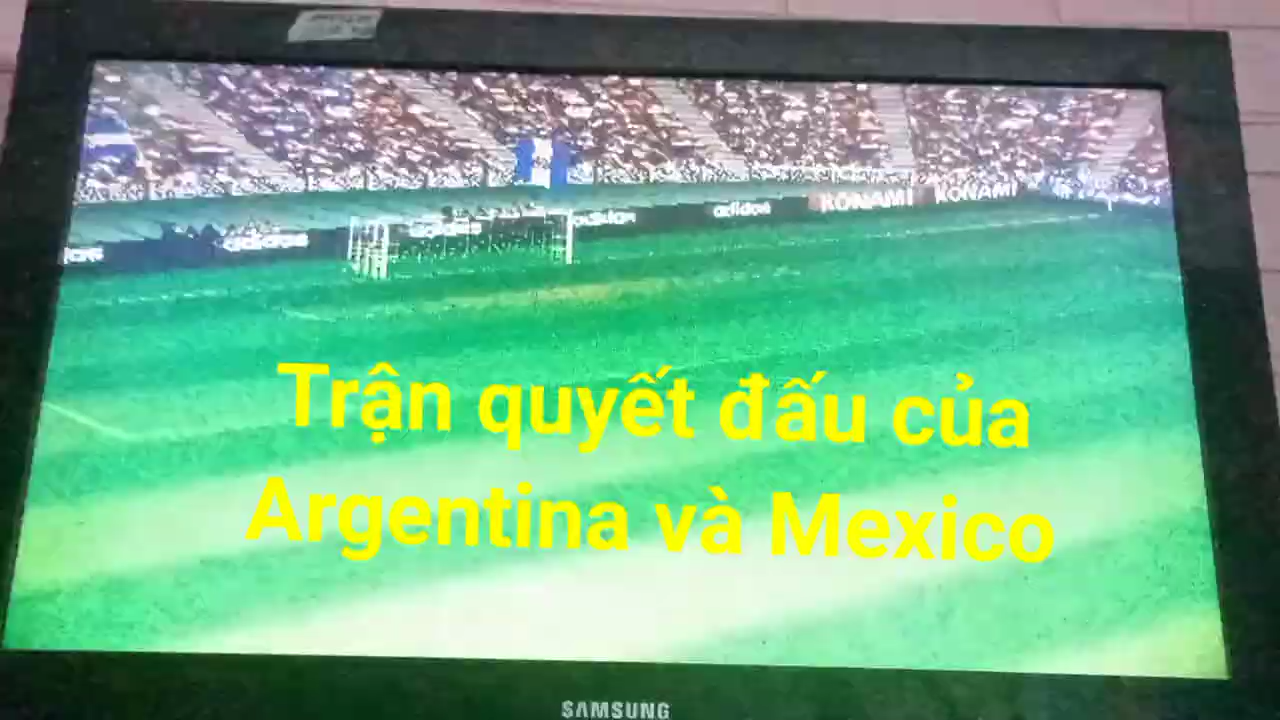 adidas
adidas
adidas
adidas
KONAMI
KONAMI
Trận quyết đấu của
Argentina và Mexico
SAMSUNG